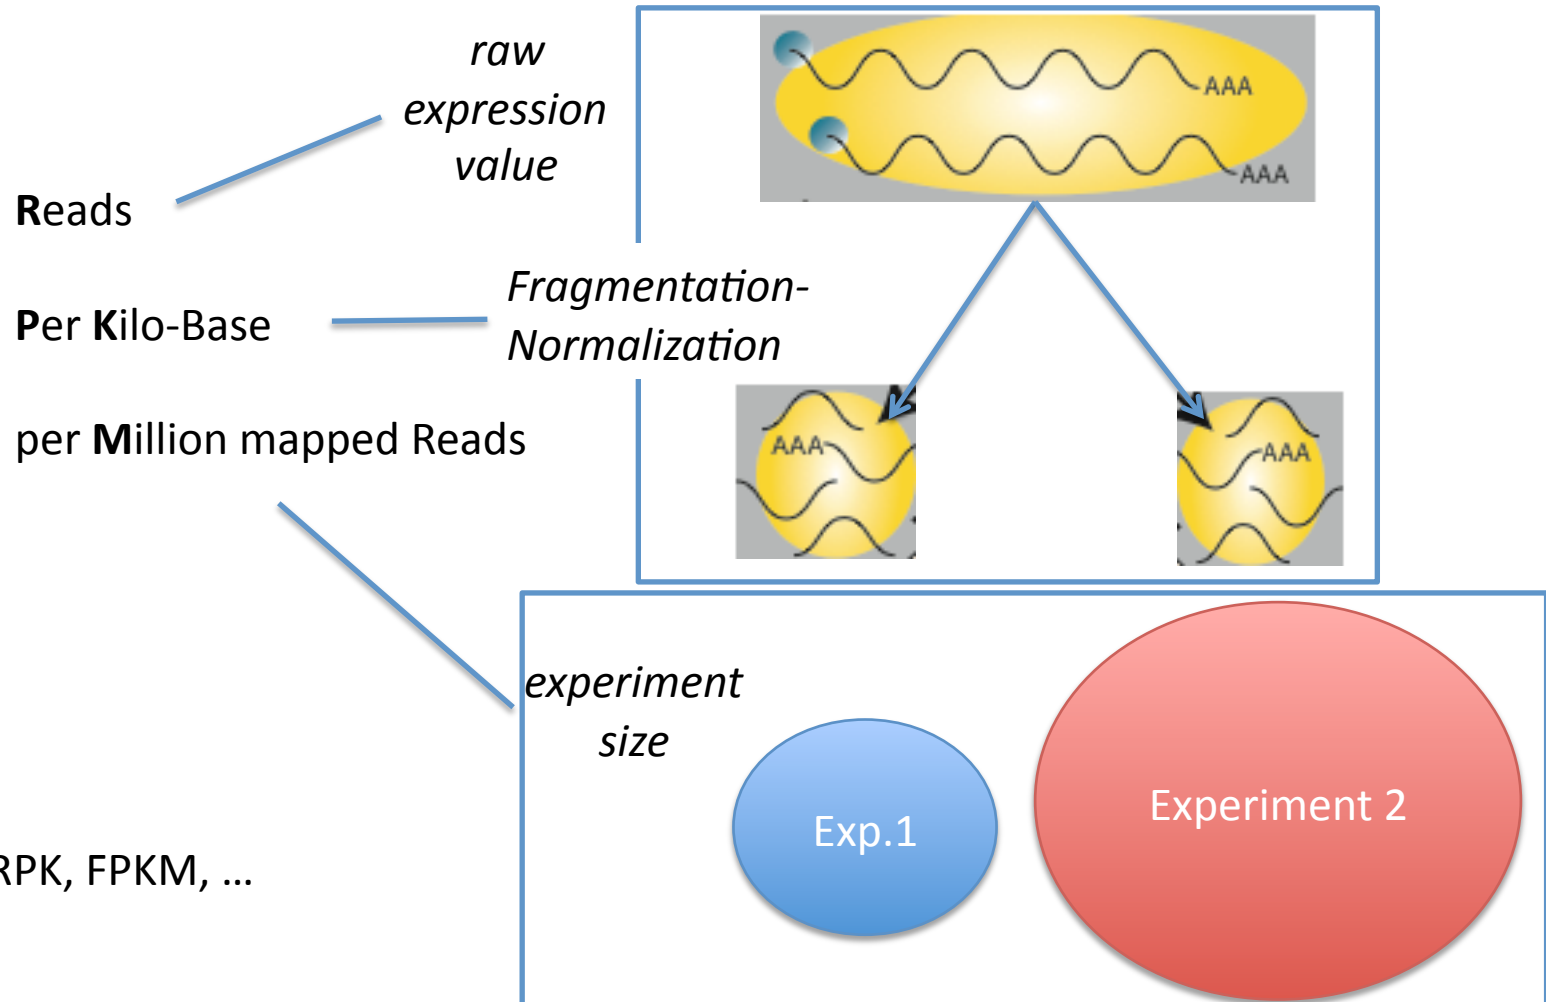 raw
expression
value
AAA
AAA
Reads
Fragmentation-
Normalization
Per Kilo-Base
per Million mapped Reads
AAA
AAA
experiment
size
Exp.1
Experiment 2
RPK, FPKM, ...